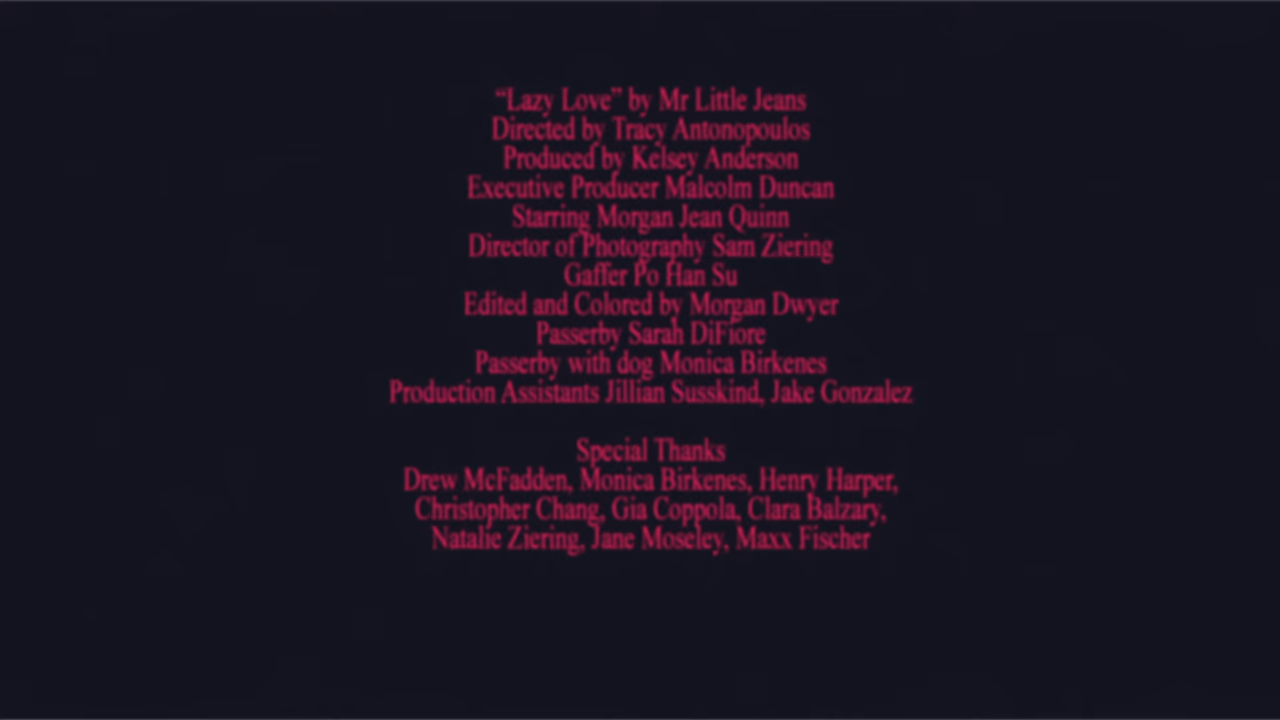 “Lazy Love” by Mr Little Jeans
Directed by Tracy Antonopoulos
Produced by Kelsey Anderson
Executive Producer Malcolm Duncan
Starring Morgan Jean Quinn
Director of Photography Sam Ziering
Gaffer Po Han Su
Edited and Colored by Morgan Dwyer
Passerby Sarah DiFiore
Passerby with dog Monica Birkenes
Production Assistants Jillian Susskind, Jake Gonzalez
Special Thanks
Drew McFadden, Monica Birkenes, Henry Harper,
Christopher Chang, Gia Coppola, Clara Balzary,
Natalie Ziering, Jane Moseley, Maxx Fischer